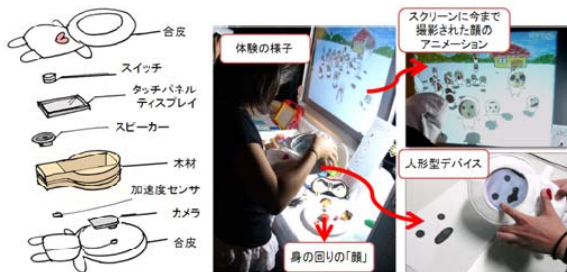 合皮
スイッチ
タッチパネル
ディスプレイ
スピーカー
木材
加速度センサ
カメラ
合皮
体験の様子
身の回りの「顔」
スクリーンに今まで
撮影された顔の
アニメーション
人形型デバイス